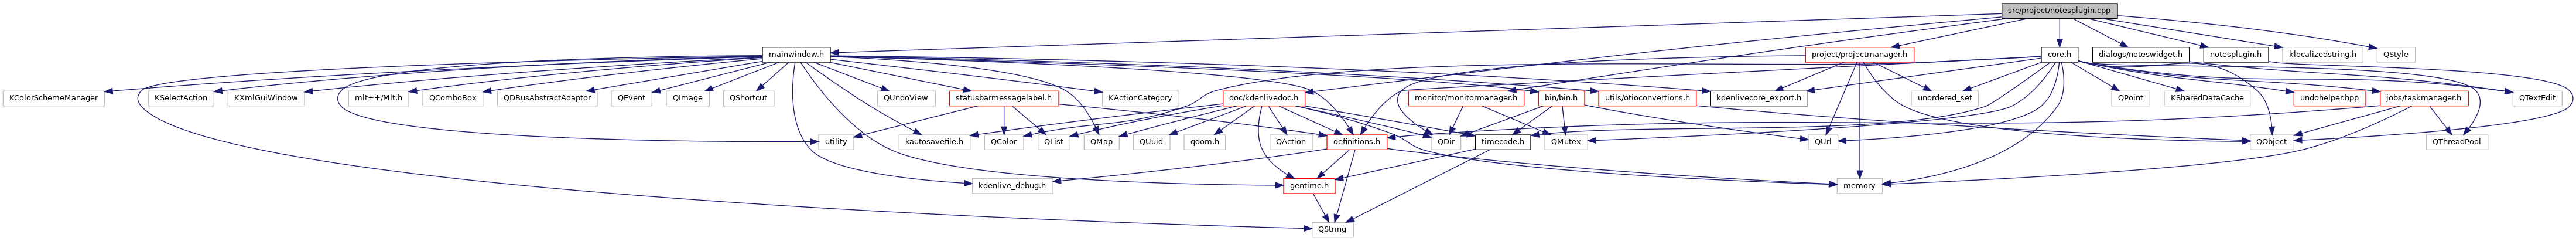 src/project/notesplugin.cpp
mainwindow.h
project/projectmanager.h
core.h
dialogs/noteswidget.h
notesplugin.h
klocalizedstring.h
QStyle
KColorSchemeManager
KSelectAction
KXmlGuiWindow
mlt++/Mlt.h
QComboBox
QDBusAbstractAdaptor
QEvent
QImage
QShortcut
QUndoView
statusbarmessagelabel.h
KActionCategory
doc/kdenlivedoc.h
monitor/monitormanager.h
bin/bin.h
utils/otioconvertions.h
kdenlivecore_export.h
unordered_set
QPoint
KSharedDataCache
undohelper.hpp
jobs/taskmanager.h
QTextEdit
utility
kautosavefile.h
QColor
QList
QMap
QUuid
qdom.h
QAction
definitions.h
QDir
timecode.h
QMutex
QUrl
QObject
QThreadPool
kdenlive_debug.h
gentime.h
memory
QString